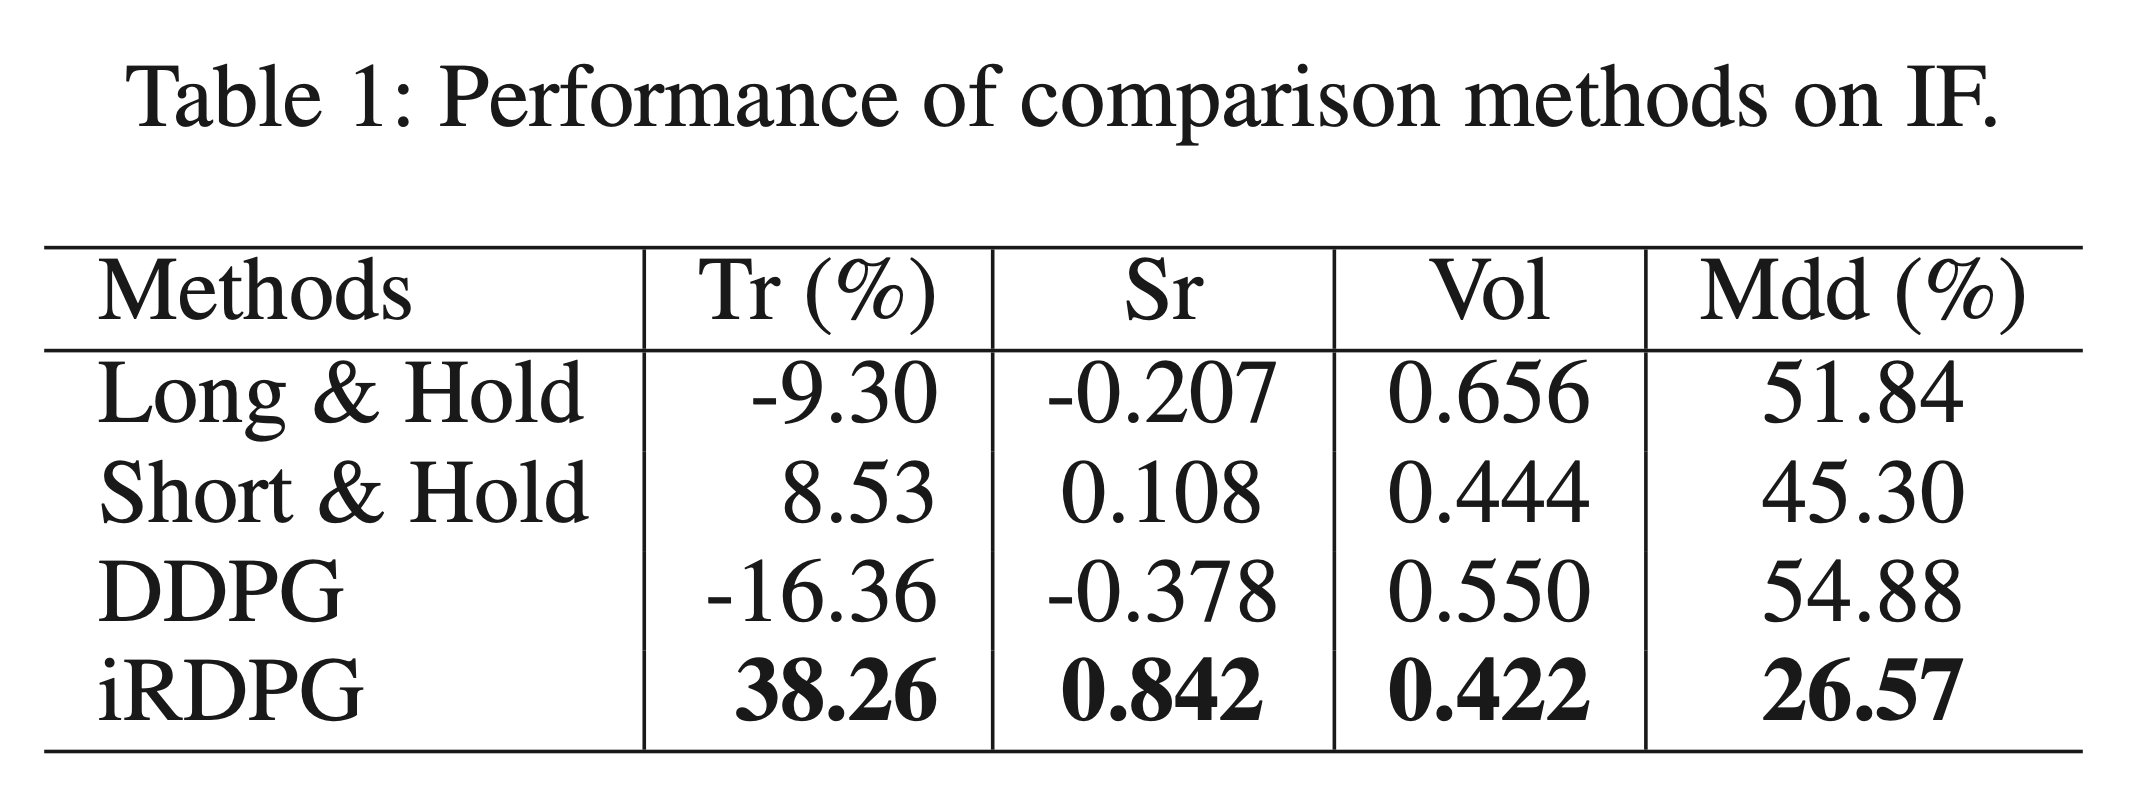 Table 1: Performance of comparison methods on IF.
Methods Tr (%) Sr Vol Mdd (%)
Long & Hold -9.30 -0.207 0.656 51.84
Short & Hold 8.53 0.108 0.444 45.30
DDPG -16.36 -0.378 0.550 54.88
iRDPG 38.26 0.842 0.422 26.57